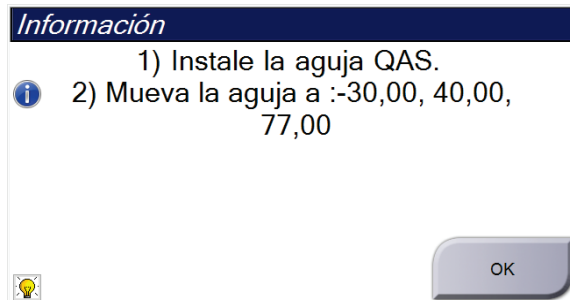 Información
1) Instale la aguja QAS.
2) Mueva la aguja a :-30,00, 40,00,
77,00
OK